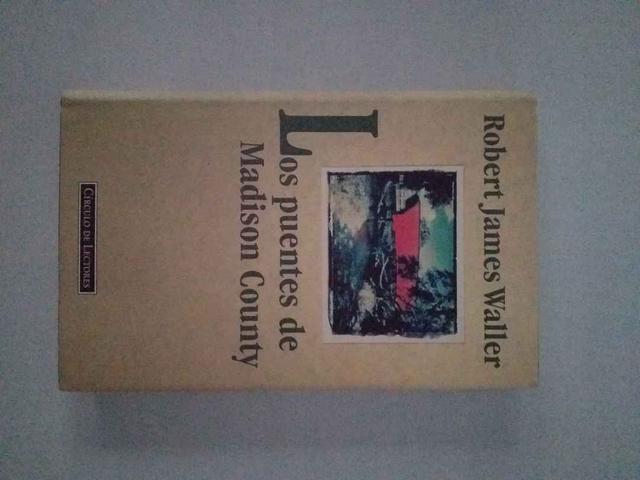 Robert James Waller
Los puentes de
Madison County
CÍRCULO DE LECTORES